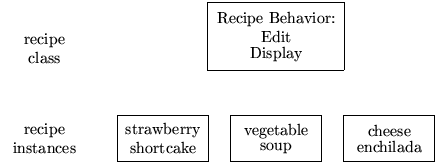 recipe
class
Recipe Behavior:
Edit
Display
recipe
instances
strawberry
shortcake
vegetable
soup
cheese
enchilada